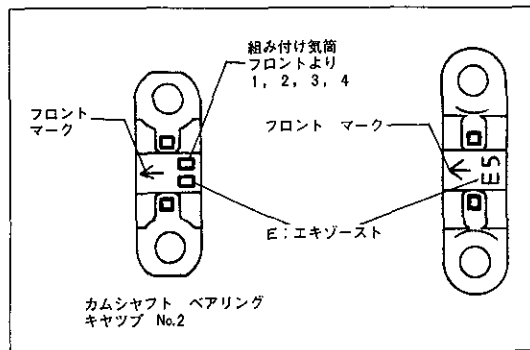 組み付け気筒
フロントより
1, 2, 3, 4
フロント
マーク
フロント マーク
E5
E:エキゾースト
カムシャフト ベアリング
キヤツプ No.2